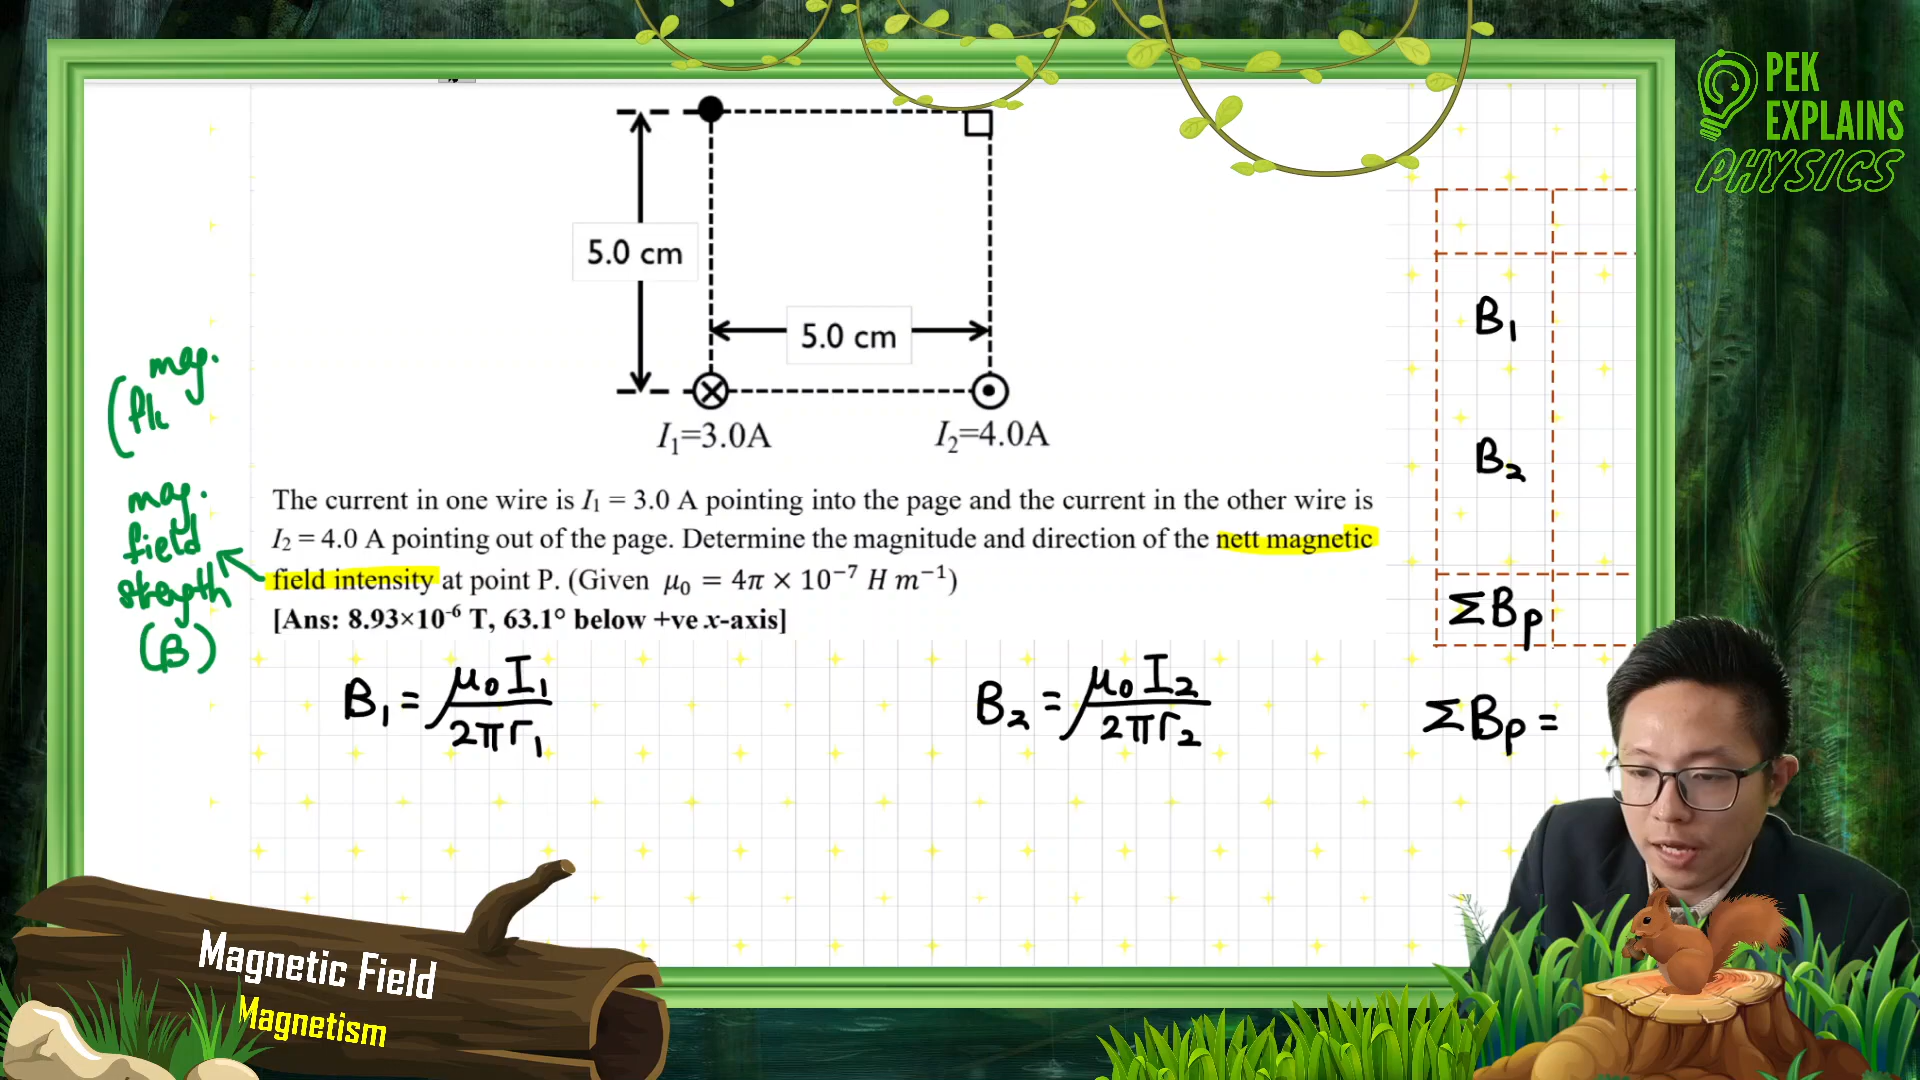 PEK
EXPLAINS
PHYSICS
5.0 cm
5.0 cm
I₁=3.0A
I₂=4.0A
The current in one wire is I₁ = 3.0 A pointing into the page and the current in the other wire is
I₂ = 4.0 A pointing out of the page. Determine the magnitude and direction of the nett magnetic
field intensity at point P. (Given μ₀ = 4π × 10⁻⁷ H m⁻¹)
[Ans: 8.93×10⁻⁶ T, 63.1° below +ve x-axis]
mag.
mag.
field
strength
(B)
B₁
B₂
ΣBp
B₁ = μ₀I₁/2πr₁
B₂ = μ₀I₂/2πr₂
ΣBp =
Magnetic Field
Magnetism